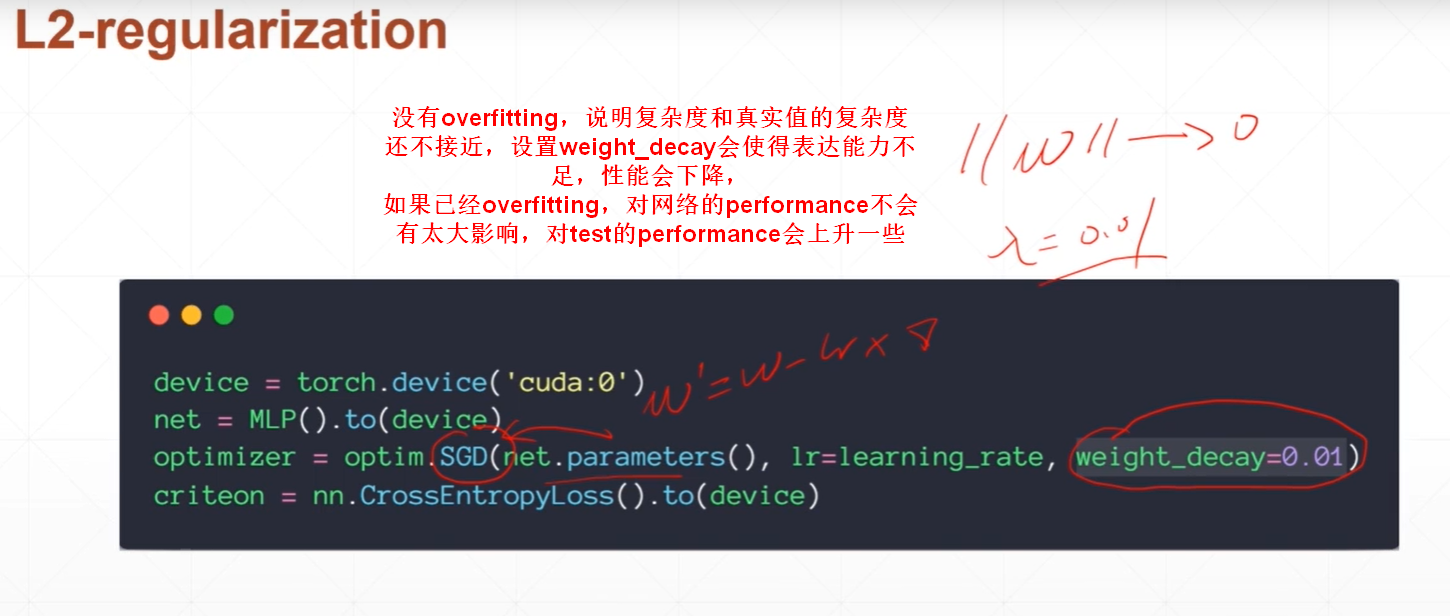 L2-regularization
没有overfitting，说明复杂度和真实值的复杂度
还不接近，设置weight_decay会使得表达能力不
足，性能会下降，
如果已经overfitting，对网络的performance不会
有太大影响，对test的performance会上升一些
||w||→0
λ=0.01
device = torch.device('cuda:0')
w'=w-lr×∇
net = MLP().to(device)
optimizer = optim.SGD(net.parameters(), lr=learning_rate, weight_decay=0.01)
criteon = nn.CrossEntropyLoss().to(device)